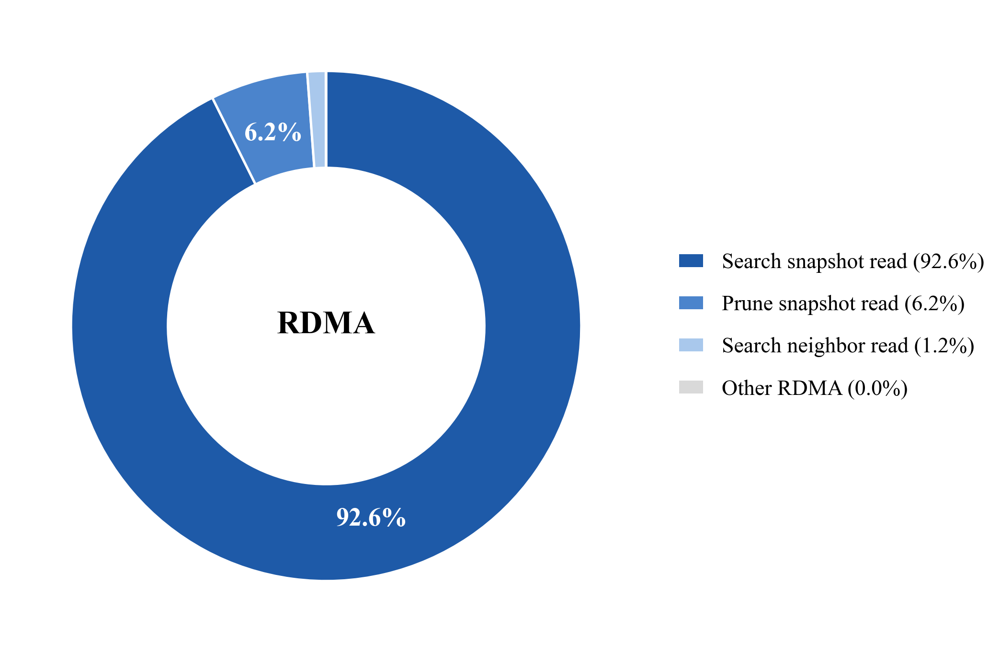 6.2%
RDMA
92.6%
Search snapshot read (92.6%)
Prune snapshot read (6.2%)
Search neighbor read (1.2%)
Other RDMA (0.0%)